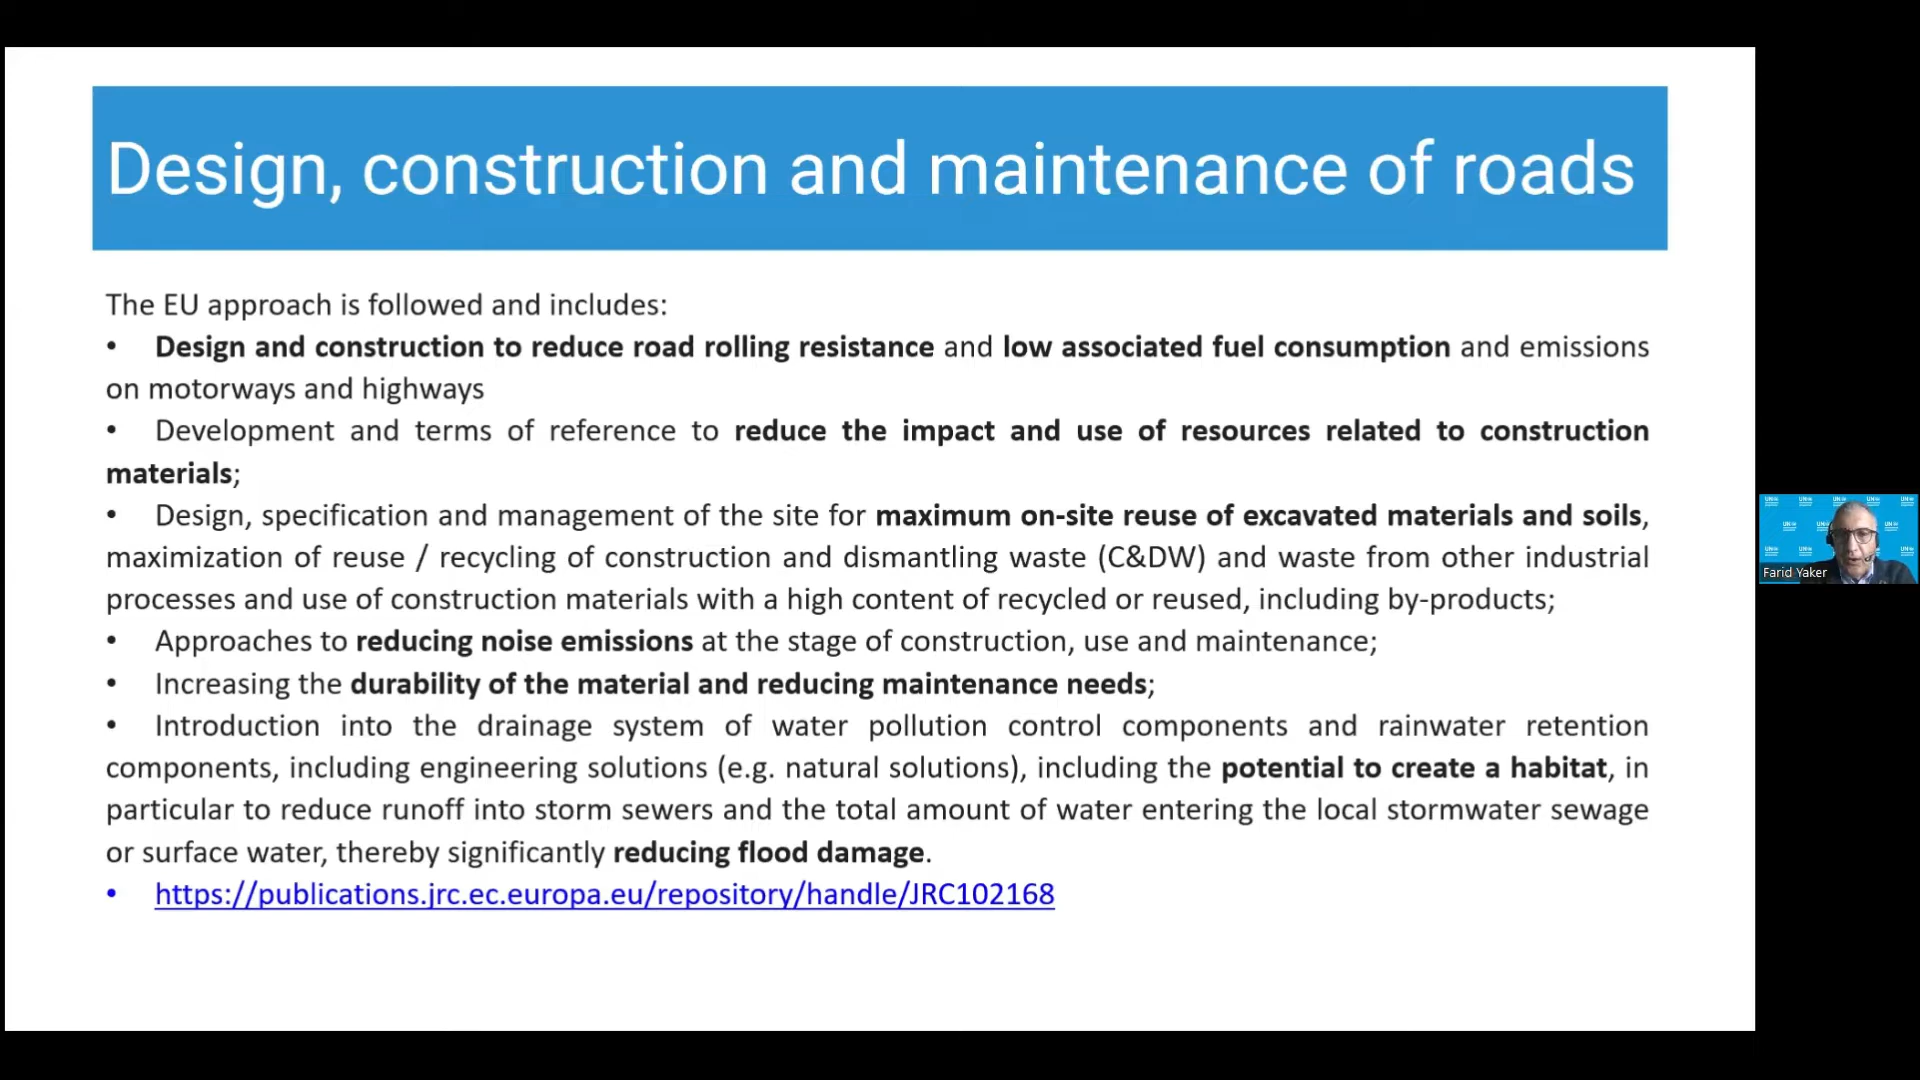 Design, construction and maintenance of roads
The EU approach is followed and includes:
• Design and construction to reduce road rolling resistance and low associated fuel consumption and emissions
on motorways and highways
• Development and terms of reference to reduce the impact and use of resources related to construction
materials;
• Design, specification and management of the site for maximum on-site reuse of excavated materials and soils,
maximization of reuse / recycling of construction and dismantling waste (C&DW) and waste from other industrial
processes and use of construction materials with a high content of recycled or reused, including by-products;
• Approaches to reducing noise emissions at the stage of construction, use and maintenance;
• Increasing the durability of the material and reducing maintenance needs;
• Introduction into the drainage system of water pollution control components and rainwater retention
components, including engineering solutions (e.g. natural solutions), including the potential to create a habitat, in
particular to reduce runoff into storm sewers and the total amount of water entering the local stormwater sewage
or surface water, thereby significantly reducing flood damage.
• https://publications.jrc.ec.europa.eu/repository/handle/JRC102168
Farid Yaker